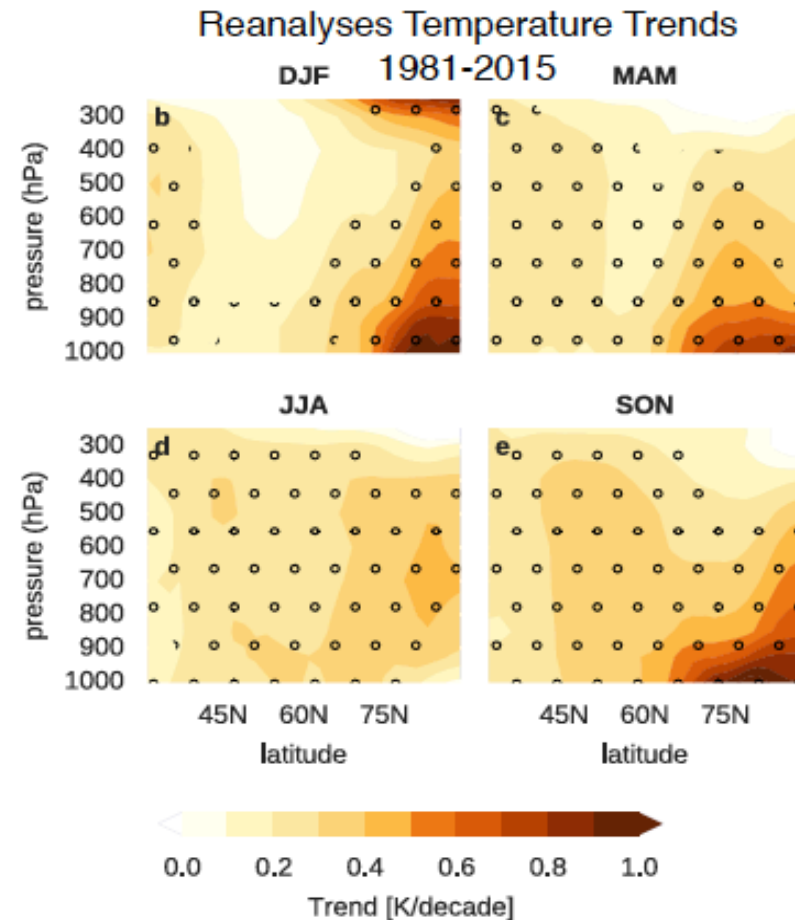 Reanalyses Temperature Trends
1981-2015
DJF MAM
b c
pressure (hPa)
300
400
500
600
700
800
900
1000
JJA SON
d e
pressure (hPa)
300
400
500
600
700
800
900
1000
45N 60N 75N 45N 60N 75N
latitude latitude
0.0 0.2 0.4 0.6 0.8 1.0
Trend [K/decade]